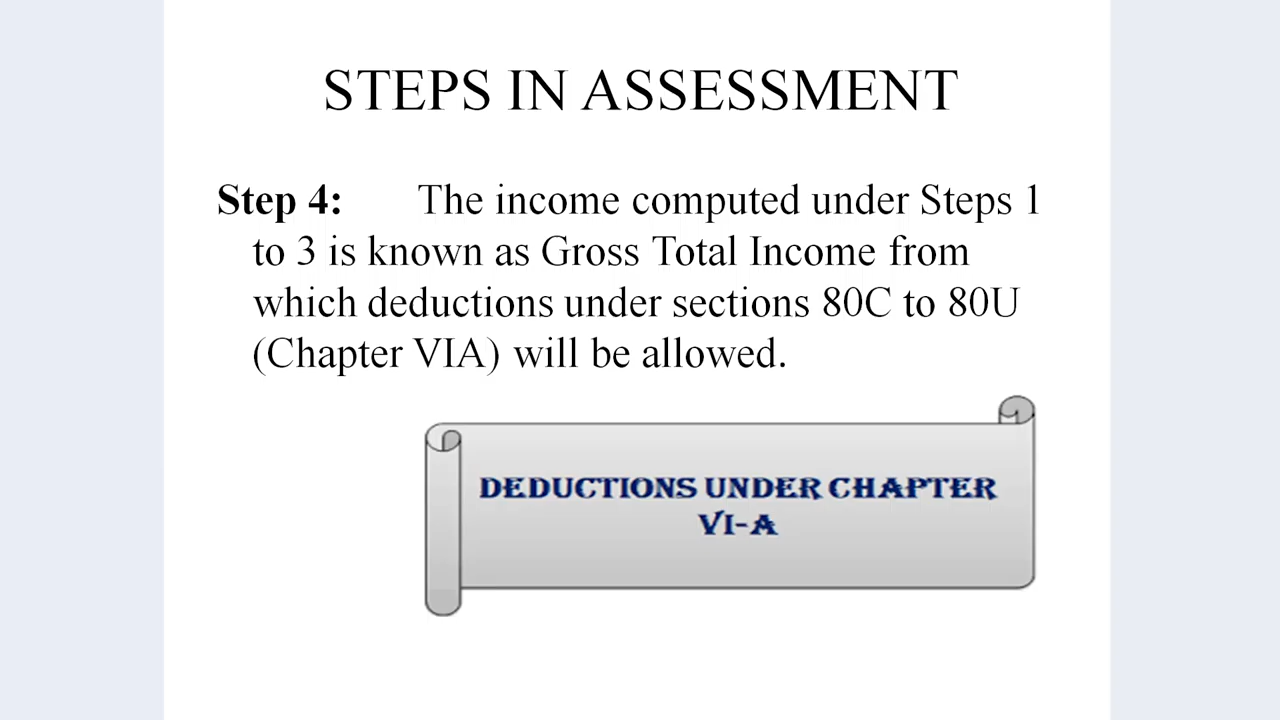 STEPS IN ASSESSMENT
Step 4: The income computed under Steps 1
to 3 is known as Gross Total Income from
which deductions under sections 80C to 80U
(Chapter VIA) will be allowed.
DEDUCTIONS UNDER CHAPTER
VI-A